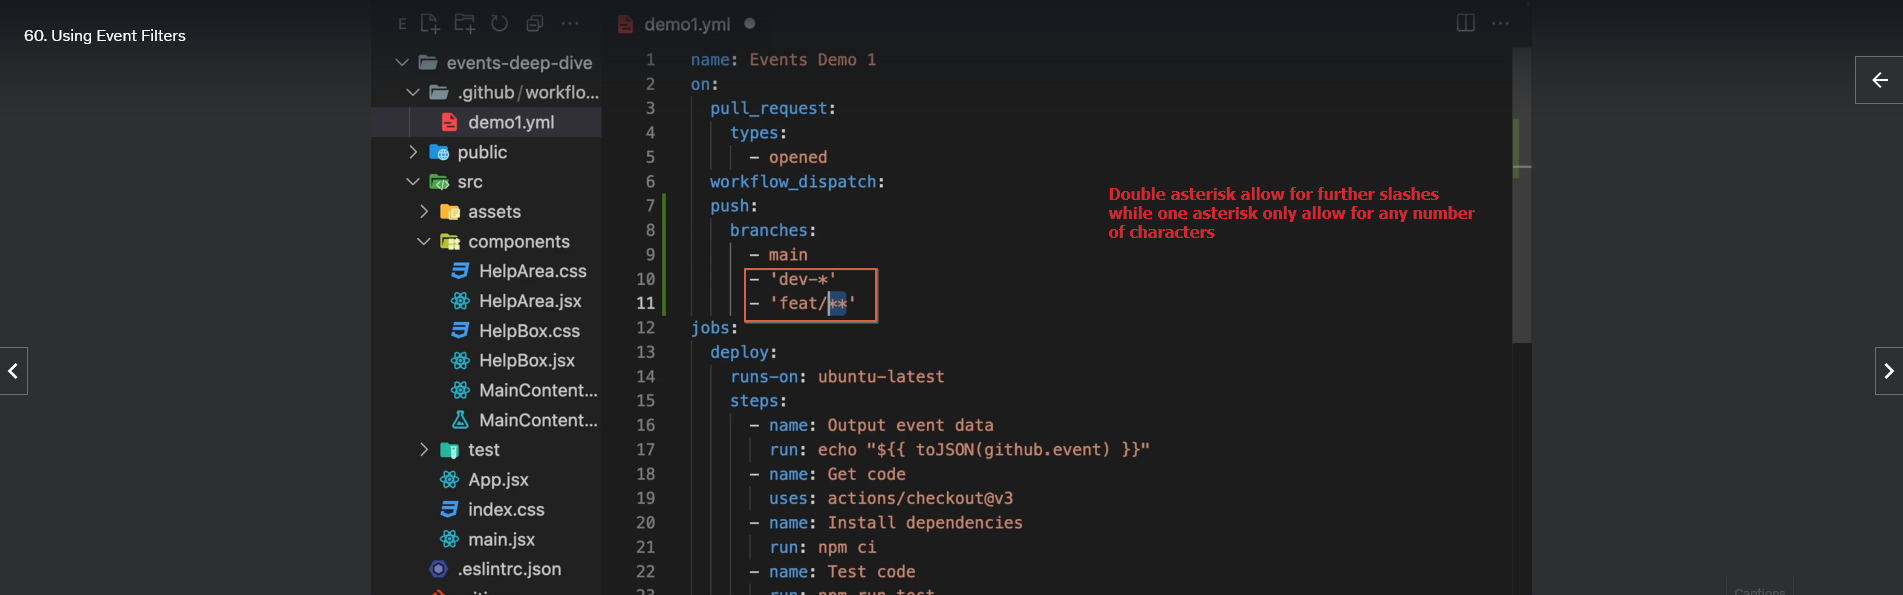 60. Using Event Filters
E
demo1.yml
events-deep-dive
.github/workflo...
demo1.yml
public
src
assets
components
HelpArea.css
HelpArea.jsx
HelpBox.css
HelpBox.jsx
MainContent...
MainContent...
test
App.jsx
index.css
main.jsx
.eslintrc.json
1 name: Events Demo 1
2 on:
3 pull_request:
4 types:
5 - opened
6 workflow_dispatch:
7 push:
8 branches:
9 - main
10 - 'dev-*'
11 - 'feat/**'
12 jobs:
13 deploy:
14 runs-on: ubuntu-latest
15 steps:
16 - name: Output event data
17 run: echo "${{ toJSON(github.event) }}"
18 - name: Get code
19 uses: actions/checkout@v3
20 - name: Install dependencies
21 run: npm ci
22 - name: Test code
23 run: npm run test
Double asterisk allow for further slashes
while one asterisk only allow for any number
of characters
Captions